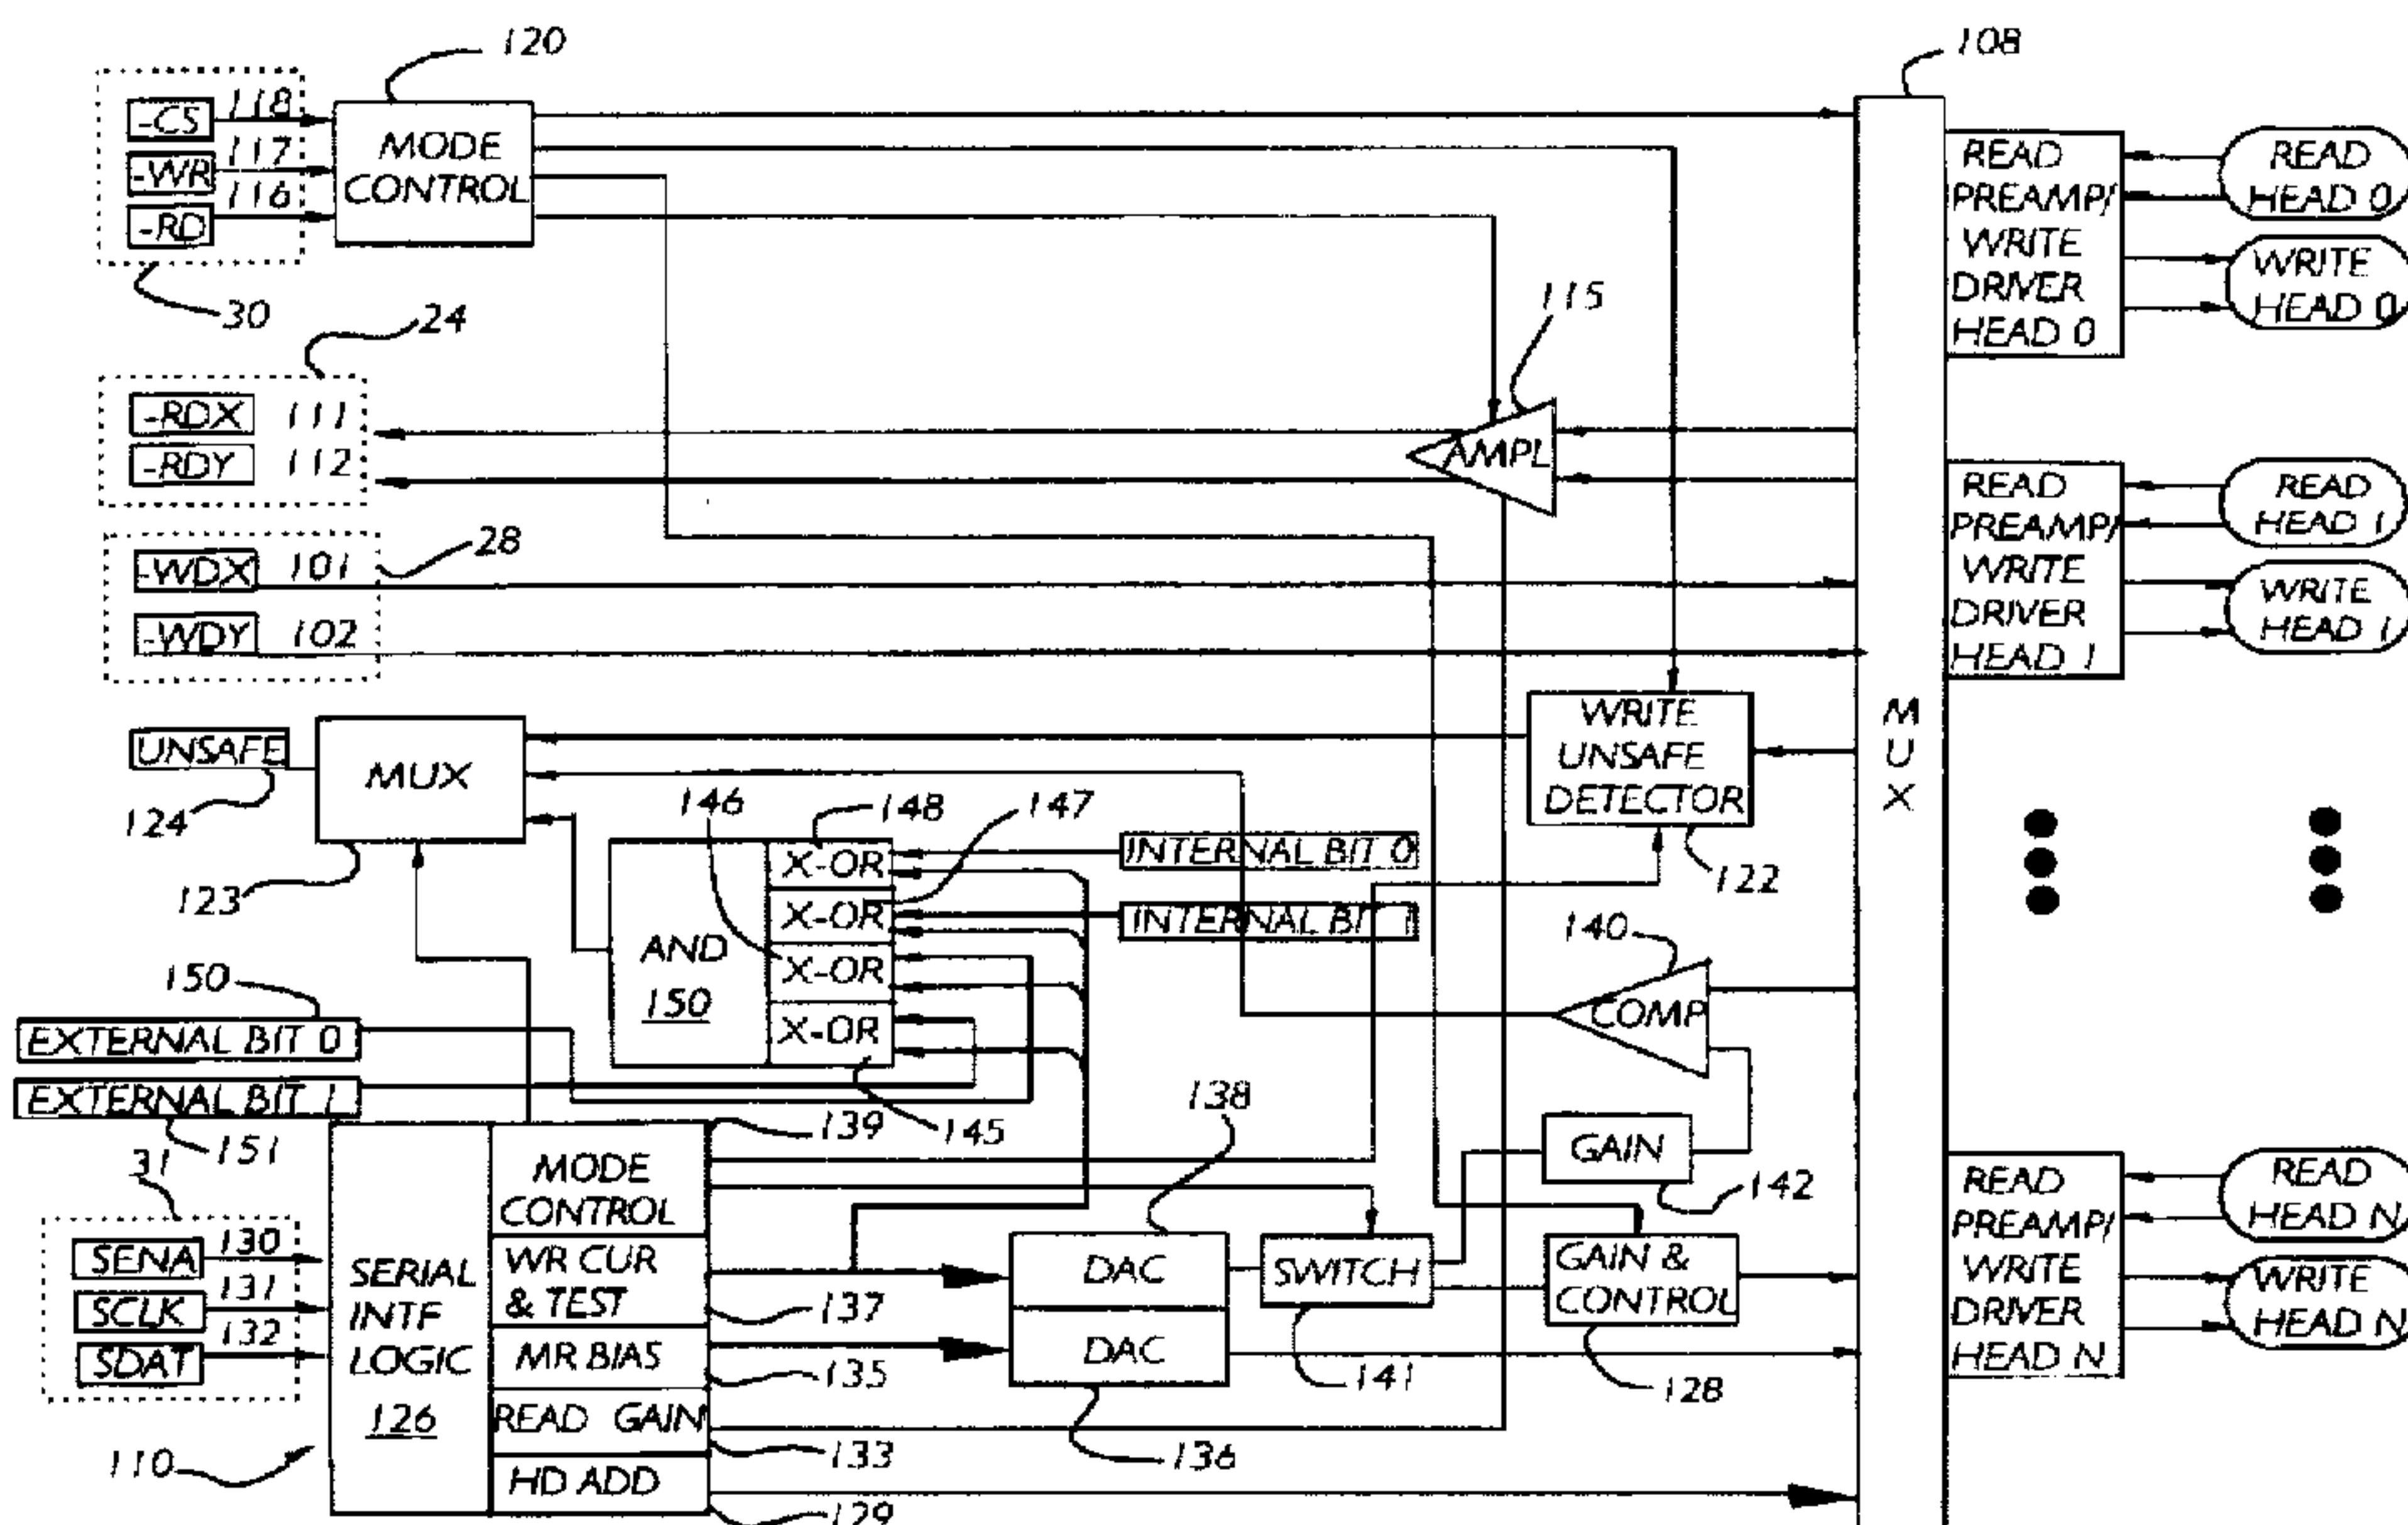 120
108
-CS 118
-WR 117
-RD 116
MODE
CONTROL
30
24
-RDX 111
-RDY 112
115
AMPL
-WDX 101
28
-WDY 102
READ
PREAMP/
WRITE
DRIVER
HEAD 0
READ
HEAD 0
WRITE
HEAD 0
READ
PREAMP/
WRITE
DRIVER
HEAD 1
READ
HEAD 1
WRITE
HEAD 1
MUX
UNSAFE
124
MUX
123
WRITE
UNSAFE
DETECTOR
122
146
148
147
X-OR
X-OR
X-OR
X-OR
AND
150
INTERNAL BIT 0
INTERNAL BIT 1
140
COMP
150
EXTERNAL BIT 0
EXTERNAL BIT 1
151
31
139
145
138
SENA 130
SCLK 131
SDAT 132
SERIAL
INTF
LOGIC
126
110
MODE
CONTROL
WR CUR
& TEST
137
MR BIAS
135
READ GAIN
133
HD ADD
129
DAC
DAC
136
SWITCH
141
GAIN
142
GAIN &
CONTROL
128
READ
PREAMP/
WRITE
DRIVER
HEAD N
READ
HEAD N
WRITE
HEAD N